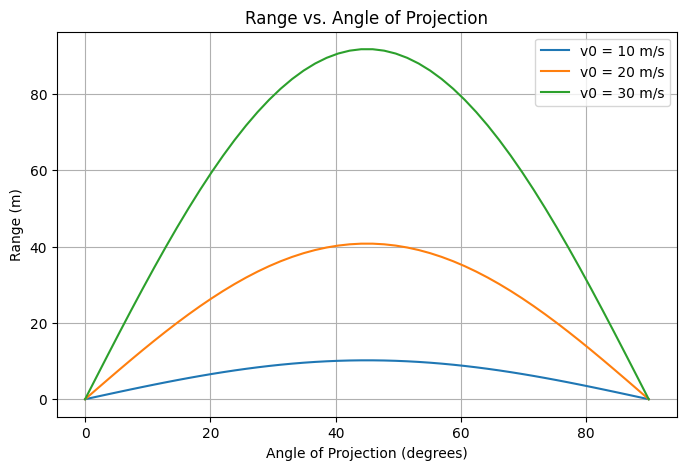 Range vs. Angle of Projection
v0 = 10 m/s
v0 = 20 m/s
v0 = 30 m/s
Range (m)
80
60
40
20
0
0 20 40 60 80
Angle of Projection (degrees)